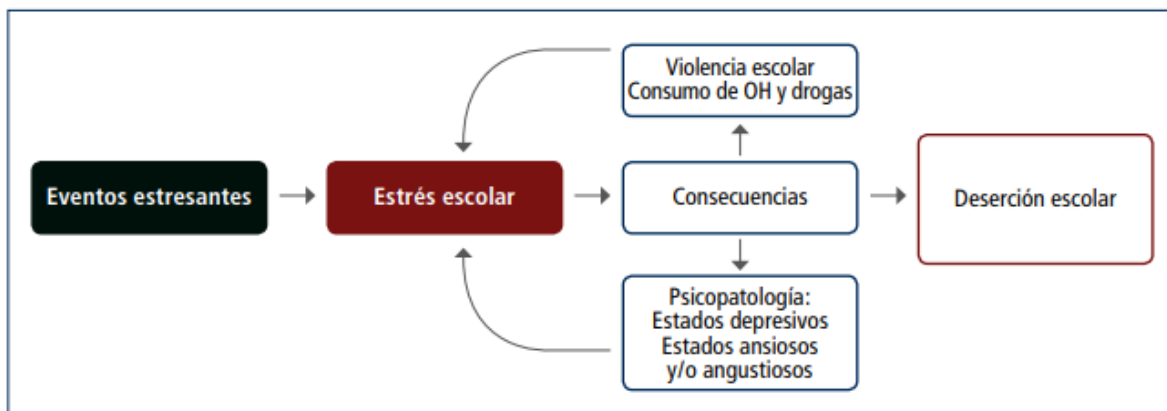 Violencia escolar
Consumo de OH y drogas
Eventos estresantes
Estrés escolar
Consecuencias
Deserción escolar
Psicopatología:
Estados depresivos
Estados ansiosos
y/o angustiosos